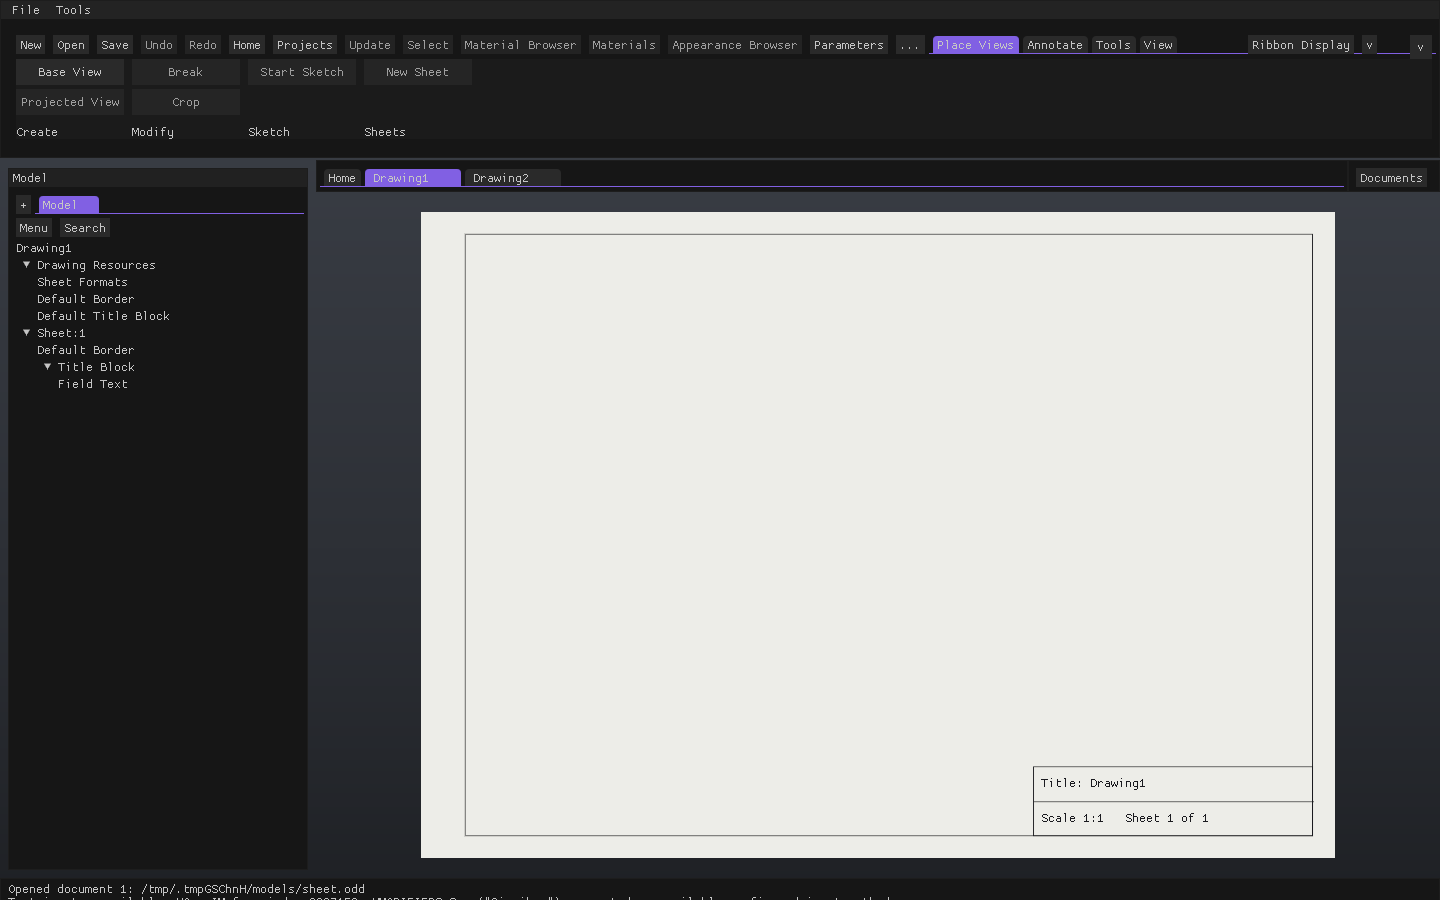 File Tools
New Open Save Undo Redo Home Projects Update Select Material Browser Materials Appearance Browser Parameters ... Place Views Annotate Tools View Ribbon Display v v
Base View Break Start Sketch New Sheet
Projected View Crop
Create Modify Sketch Sheets
Model
Home Drawing1 Drawing2 Documents
+ Model
Menu Search
Drawing1
▼ Drawing Resources
Sheet Formats
Default Border
Default Title Block
▼ Sheet:1
Default Border
▼ Title Block
Field Text
Title: Drawing1
Scale 1:1 Sheet 1 of 1
Opened document 1: /tmp/.tmpGSChnH/models/sheet.odd